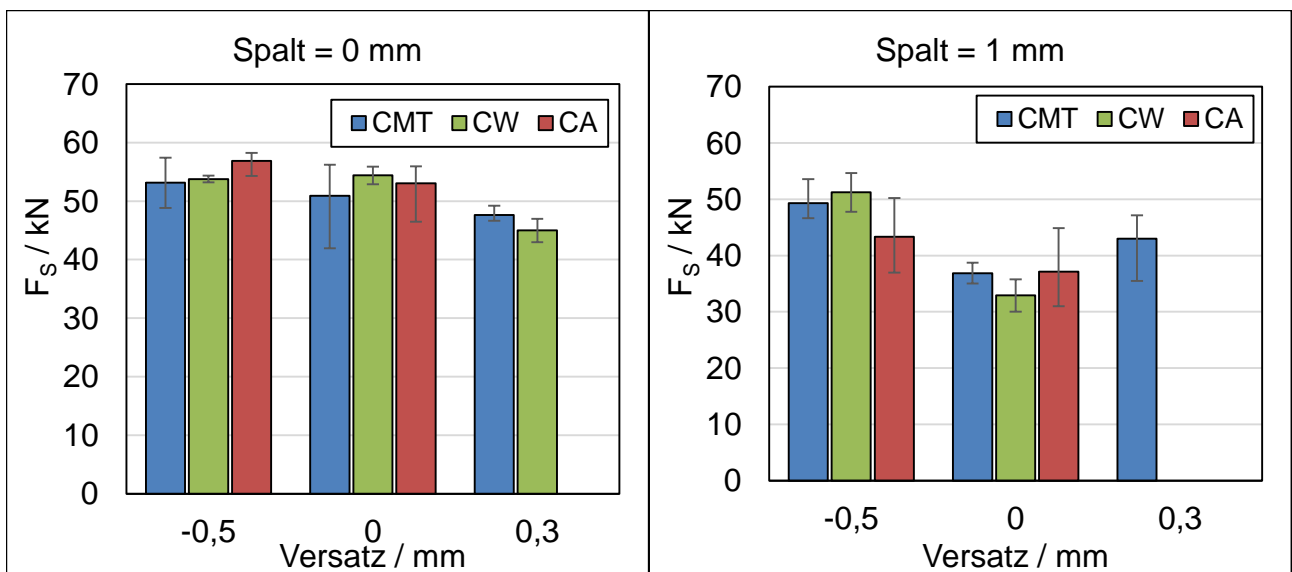 Spalt = 0 mm
CMT CW CA
70
60
50
40
30
20
10
0
F_S / kN
-0,5 0 0,3
Versatz / mm
Spalt = 1 mm
CMT CW CA
70
60
50
40
30
20
10
0
F_S / kN
-0,5 0 0,3
Versatz / mm